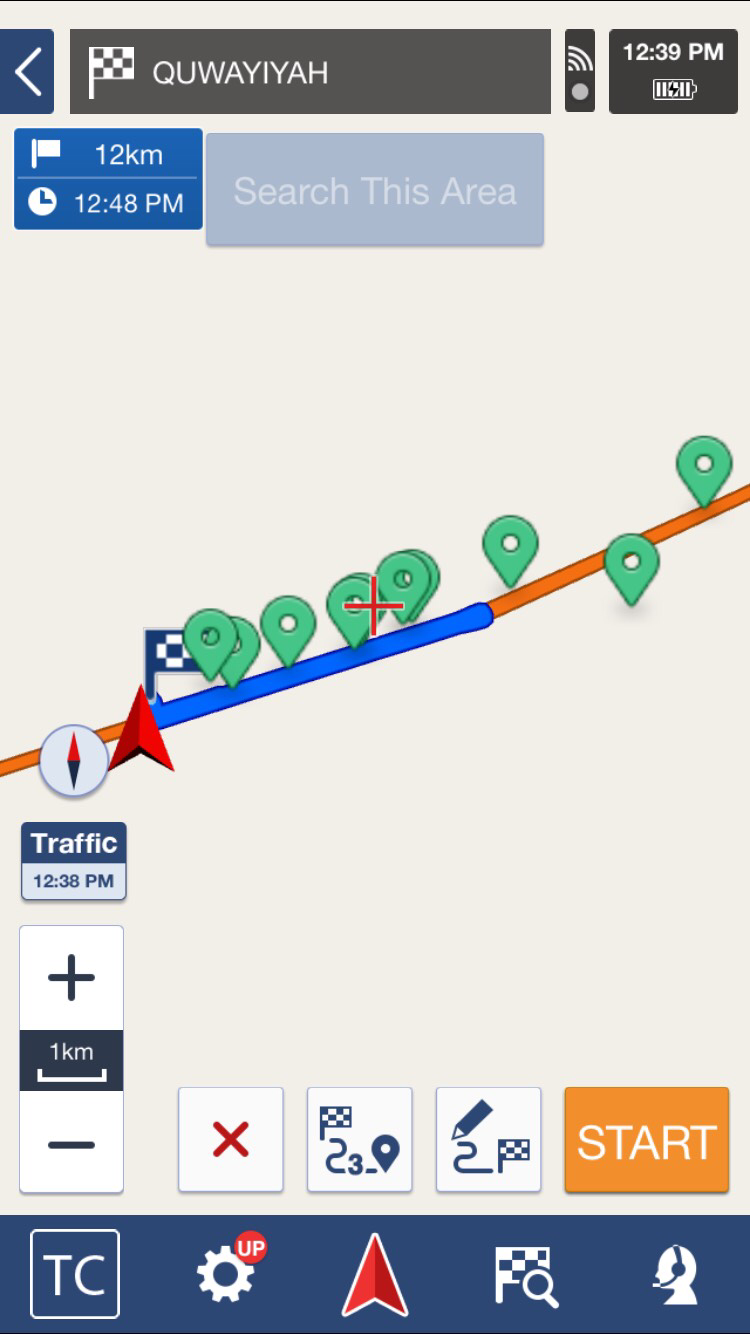 QUWAYIYAH
12:39 PM
12km
12:48 PM
Search This Area
Traffic
12:38 PM
1km
3
START
TC
UP